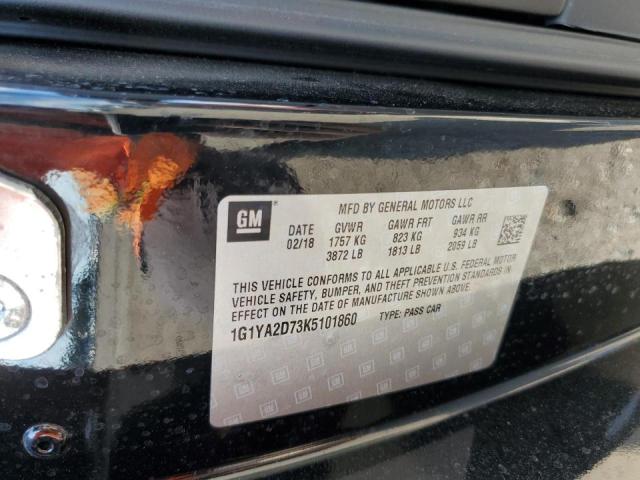 GM
MFD BY GENERAL MOTORS LLC
DATE GVWR GAWR FRT GAWR RR
02/18 1757 KG 823 KG 934 KG
3872 LB 1813 LB 2059 LB
THIS VEHICLE CONFORMS TO ALL APPLICABLE U.S. FEDERAL MOTOR
VEHICLE SAFETY, BUMPER, AND THEFT PREVENTION STANDARDS IN
EFFECT ON THE DATE OF MANUFACTURE SHOWN ABOVE.
1G1YA2D73K5101860 TYPE: PASS CAR